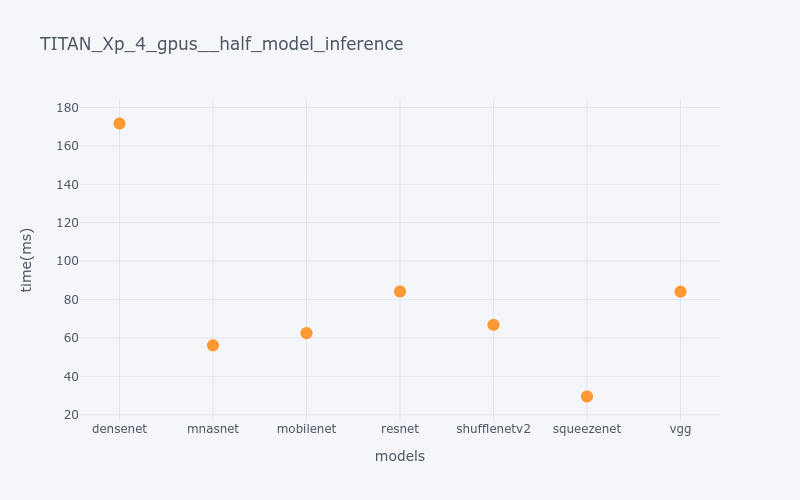 TITAN_Xp_4_gpus__half_model_inference
time(ms)
180
160
140
120
100
80
60
40
20
densenet mnasnet mobilenet resnet shufflenetv2 squeezenet vgg
models